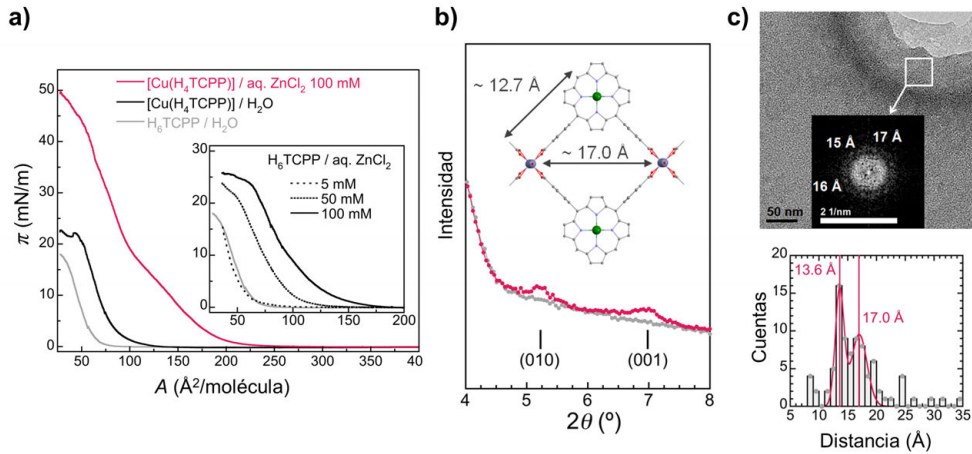 a)
[Cu(H₄TCPP)] / aq. ZnCl₂ 100 mM
[Cu(H₄TCPP)] / H₂O
H₆TCPP / H₂O
50
40
30
20
10
0
π (mN/m)
50 100 150 200 250 300 350 40
A (Å²/molécula)
H₆TCPP / aq. ZnCl₂
5 mM
50 mM
100 mM
30
25
20
15
10
5
0
50 100 150 200
b)
~ 12.7 Å
~ 17.0 Å
Intensidad
(010)
(001)
4 5 6 7 8
2θ (º)
c)
15 Å
17 Å
16 Å
50 nm
2 1/nm
20
15
10
5
0
13.6 Å
17.0 Å
Cuentas
5 10 15 20 25 30 35
Distancia (Å)